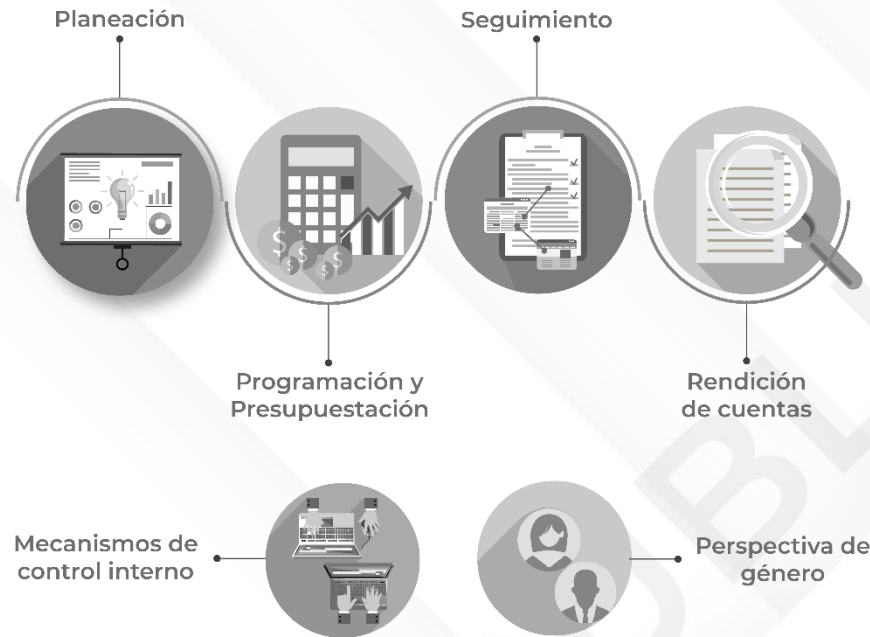 Planeación
Seguimiento
Programación y
Presupuestación
Rendición
de cuentas
Mecanismos de
control interno
Perspectiva de
género